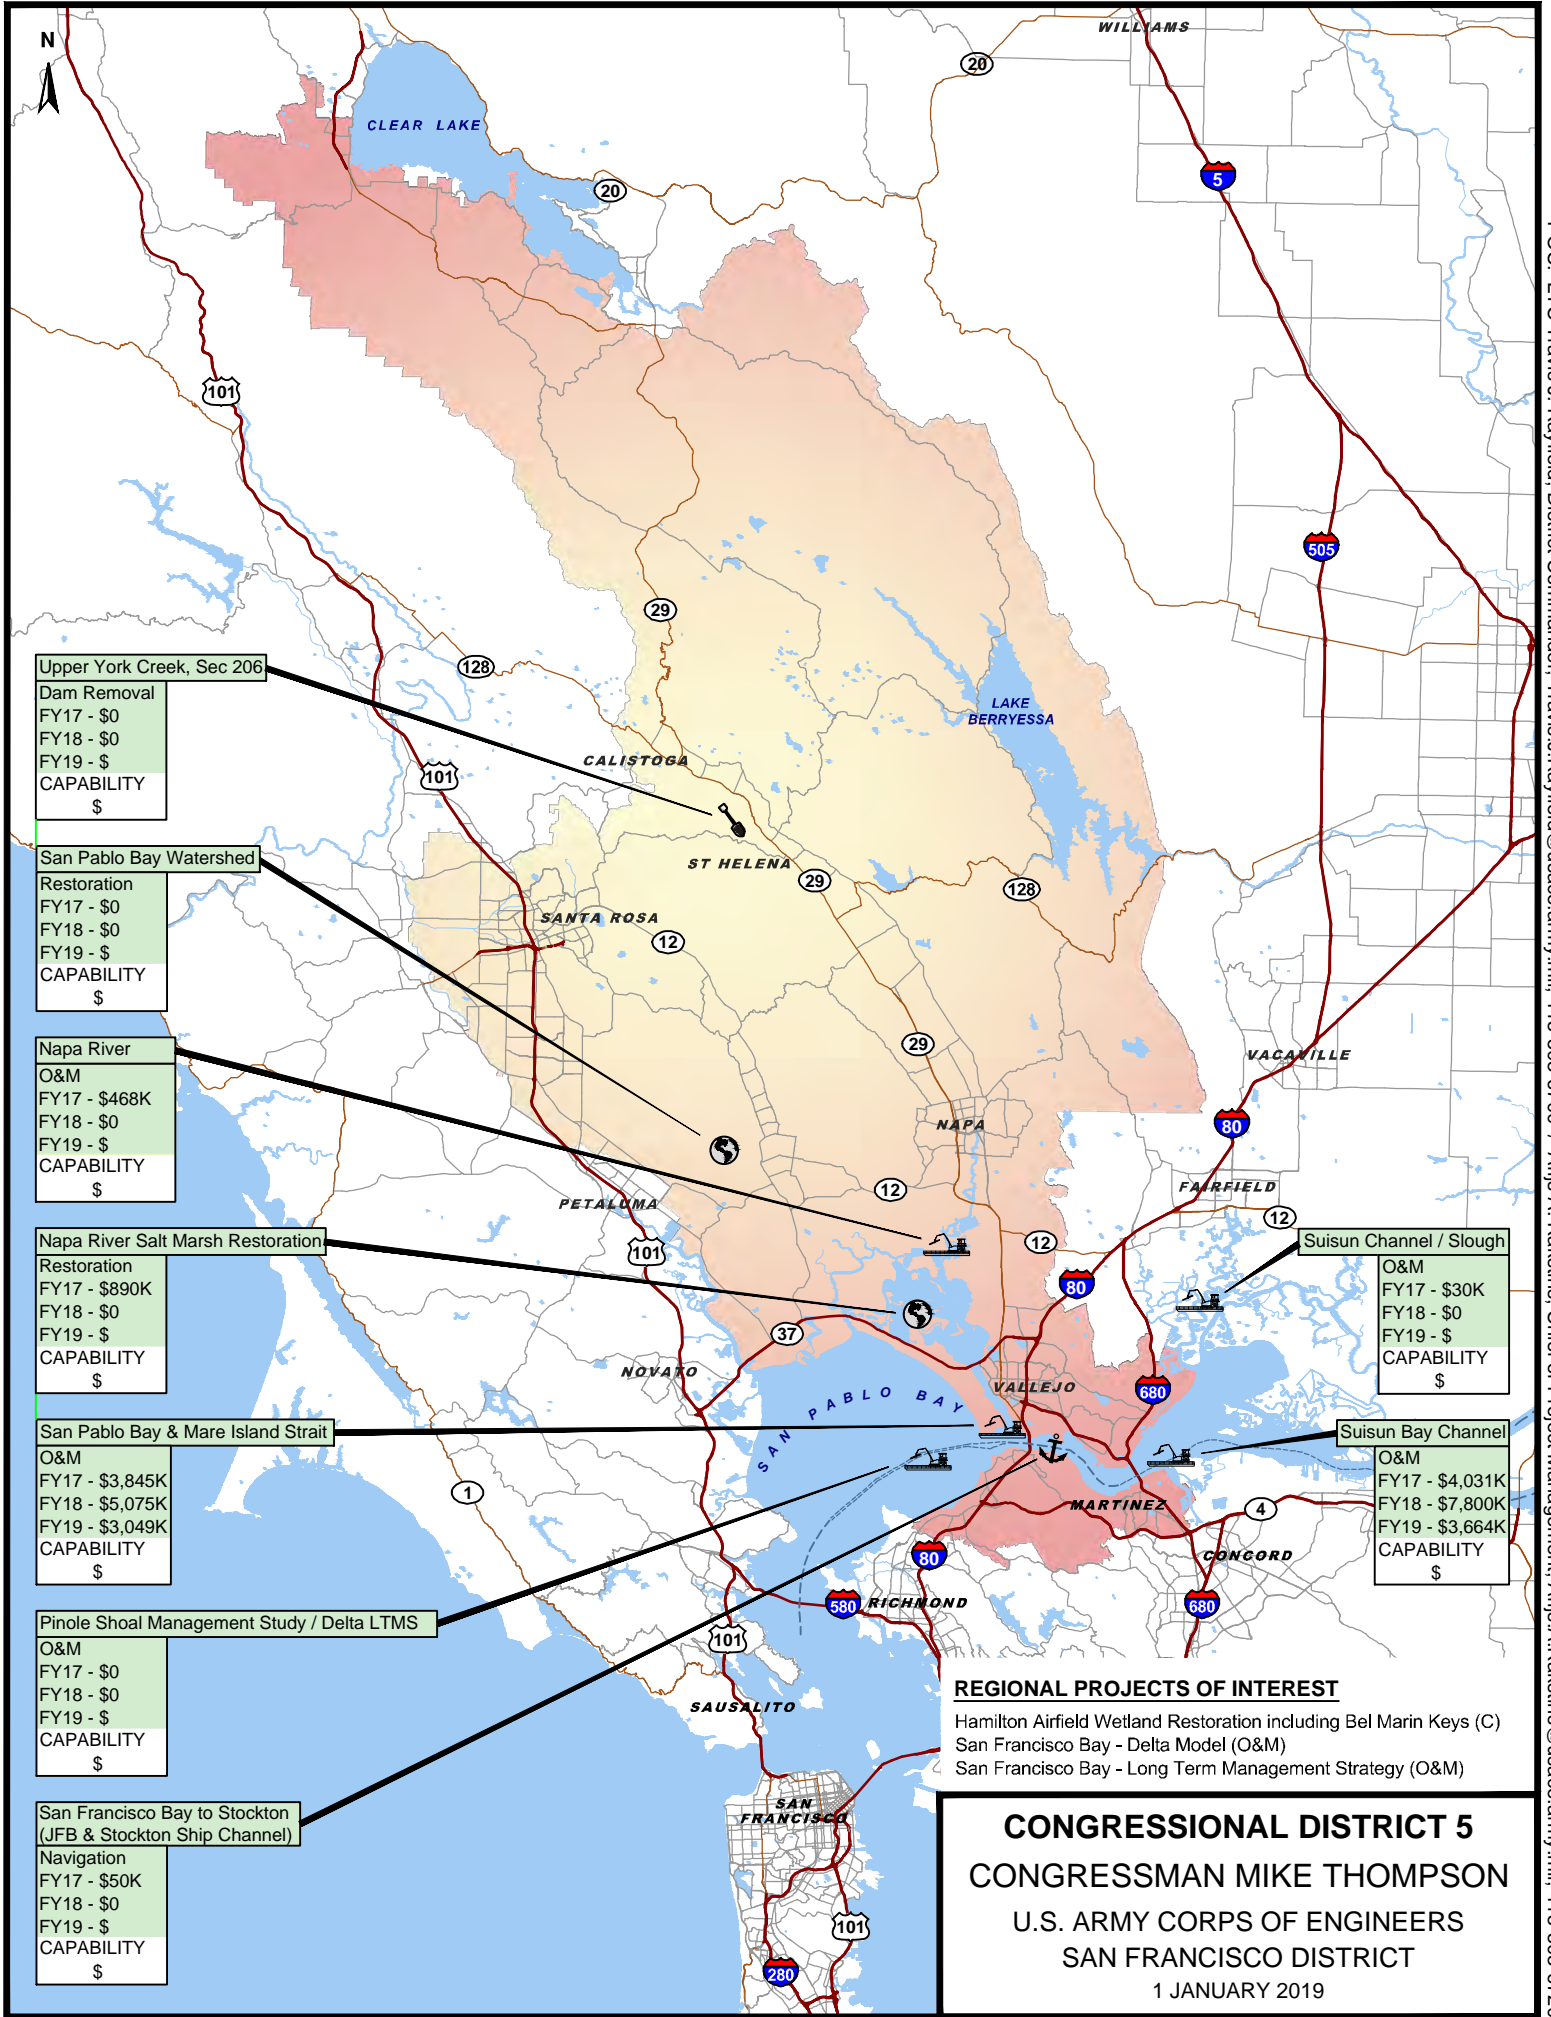 N
WILLIAMS
20
CLEAR LAKE
20
5
101
505
29
128
LAKE
BERRYESSA
CALISTOGA
101
ST HELENA
29
128
SANTA ROSA
12
29
VACAVILLE
80
NAPA
12
FAIRFIELD
12
PETALUMA
101
12
80
37
NOVATO
VALLEJO
680
SAN PABLO BAY
1
MARTINEZ
4
CONCORD
80
580
RICHMOND
680
101
SAUSALITO
SAN
FRANCISCO
101
280
Upper York Creek, Sec 206
Dam Removal
FY17 - $0
FY18 - $0
FY19 - $
CAPABILITY
$
San Pablo Bay Watershed
Restoration
FY17 - $0
FY18 - $0
FY19 - $
CAPABILITY
$
Napa River
O&M
FY17 - $468K
FY18 - $0
FY19 - $
CAPABILITY
$
Napa River Salt Marsh Restoration
Restoration
FY17 - $890K
FY18 - $0
FY19 - $
CAPABILITY
$
San Pablo Bay & Mare Island Strait
O&M
FY17 - $3,845K
FY18 - $5,075K
FY19 - $3,049K
CAPABILITY
$
Pinole Shoal Management Study / Delta LTMS
O&M
FY17 - $0
FY18 - $0
FY19 - $
CAPABILITY
$
San Francisco Bay to Stockton
(JFB & Stockton Ship Channel)
Navigation
FY17 - $50K
FY18 - $0
FY19 - $
CAPABILITY
$
Suisun Channel / Slough
O&M
FY17 - $30K
FY18 - $0
FY19 - $
CAPABILITY
$
Suisun Bay Channel
O&M
FY17 - $4,031K
FY18 - $7,800K
FY19 - $3,664K
CAPABILITY
$
REGIONAL PROJECTS OF INTEREST
Hamilton Airfield Wetland Restoration including Bel Marin Keys (C)
San Francisco Bay - Delta Model (O&M)
San Francisco Bay - Long Term Management Strategy (O&M)
CONGRESSIONAL DISTRICT 5
CONGRESSMAN MIKE THOMPSON
U.S. ARMY CORPS OF ENGINEERS
SAN FRANCISCO DISTRICT
1 JANUARY 2019